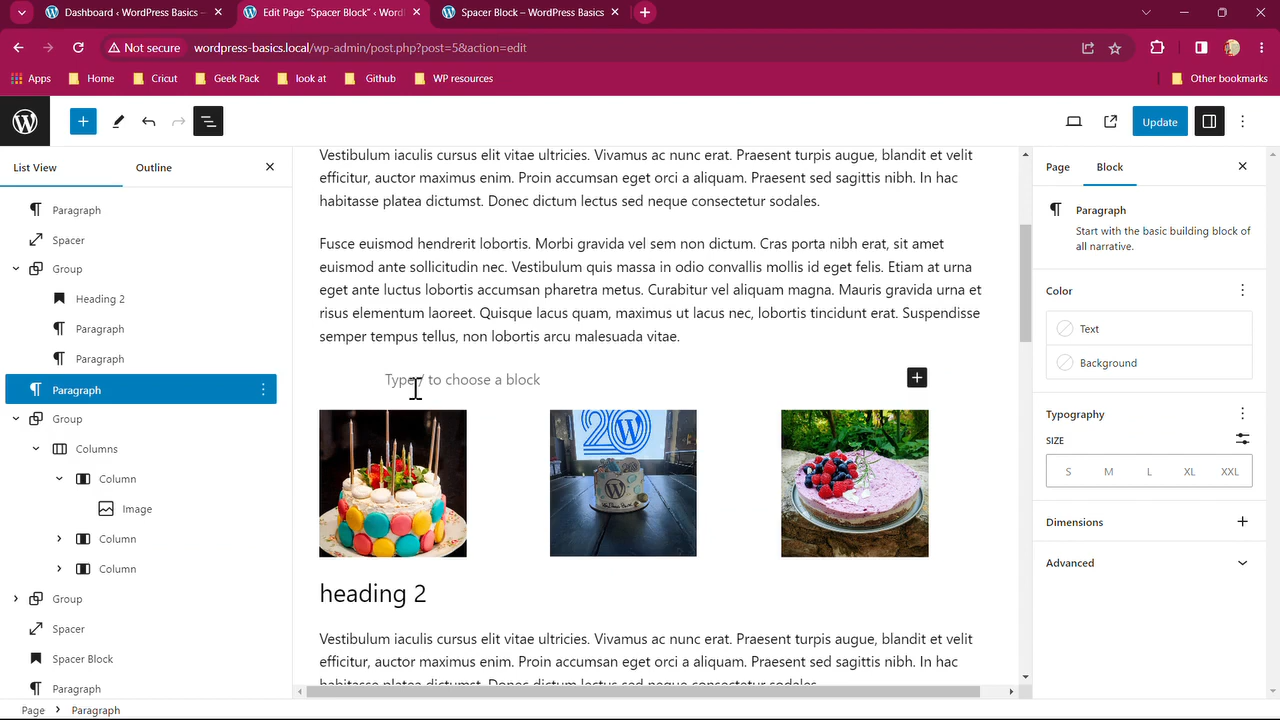 Dashboard ‹ WordPress Basics –
Edit Page “Spacer Block” ‹ Word
Spacer Block – WordPress Basics
Not secure
wordpress-basics.local/wp-admin/post.php?post=5&action=edit
Apps
Home
Cricut
Geek Pack
look at
Github
WP resources
Other bookmarks
Update
List View
Outline
Paragraph
Spacer
Group
Heading 2
Paragraph
Paragraph
Paragraph
Group
Columns
Column
Image
Column
Column
Group
Spacer
Spacer Block
Paragraph
Vestibulum iaculis cursus elit vitae ultricies. Vivamus ac nunc erat. Praesent turpis augue, blandit et velit
efficitur, auctor maximus enim. Proin accumsan eget orci a aliquam. Praesent sed sagittis nibh. In hac
habitasse platea dictumst. Donec dictum lectus sed neque consectetur sodales.
Fusce euismod hendrerit lobortis. Morbi gravida vel sem non dictum. Cras porta nibh erat, sit amet
euismod ante sollicitudin nec. Vestibulum quis massa in odio convallis mollis id eget felis. Etiam at urna
eget ante luctus lobortis accumsan pharetra metus. Curabitur vel aliquam magna. Mauris gravida urna et
risus elementum laoreet. Quisque lacus quam, maximus ut lacus nec, lobortis tincidunt erat. Suspendisse
semper tempus tellus, non lobortis arcu malesuada vitae.
Type / to choose a block
20
heading 2
Vestibulum iaculis cursus elit vitae ultricies. Vivamus ac nunc erat. Praesent turpis augue, blandit et velit
efficitur, auctor maximus enim. Proin accumsan eget orci a aliquam. Praesent sed sagittis nibh. In hac
habitasse platea dictumst. Donec dictum lectus sed neque consectetur sodales.
Page
Block
Paragraph
Start with the basic building block of
all narrative.
Color
Text
Background
Typography
SIZE
S
M
L
XL
XXL
Dimensions
Advanced
Page
Paragraph